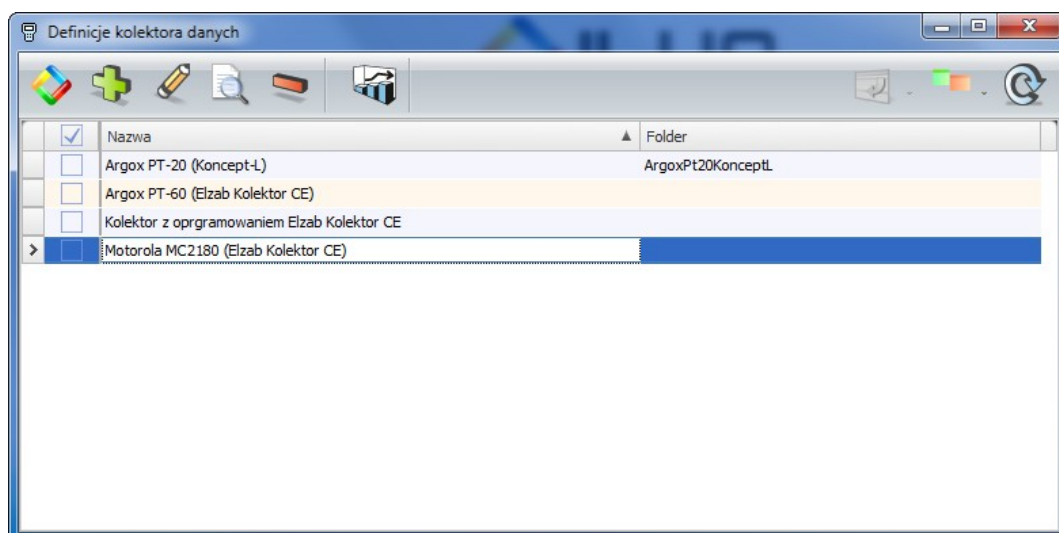 Definicje kolektora danych
Nazwa Folder
Argox PT-20 (Koncept-L) ArgoxPt20KonceptL
Argox PT-60 (Elzab Kolektor CE)
Kolektor z oprgramowaniem Elzab Kolektor CE
Motorola MC2180 (Elzab Kolektor CE)